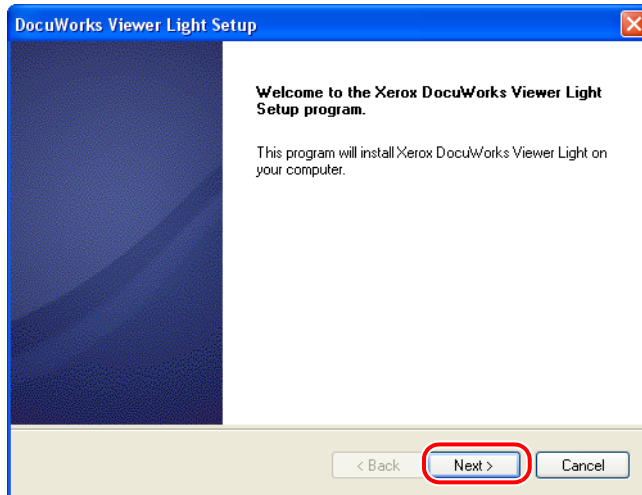 DocuWorks Viewer Light Setup
Welcome to the Xerox DocuWorks Viewer Light
Setup program.
This program will install Xerox DocuWorks Viewer Light on
your computer.
< Back Next > Cancel